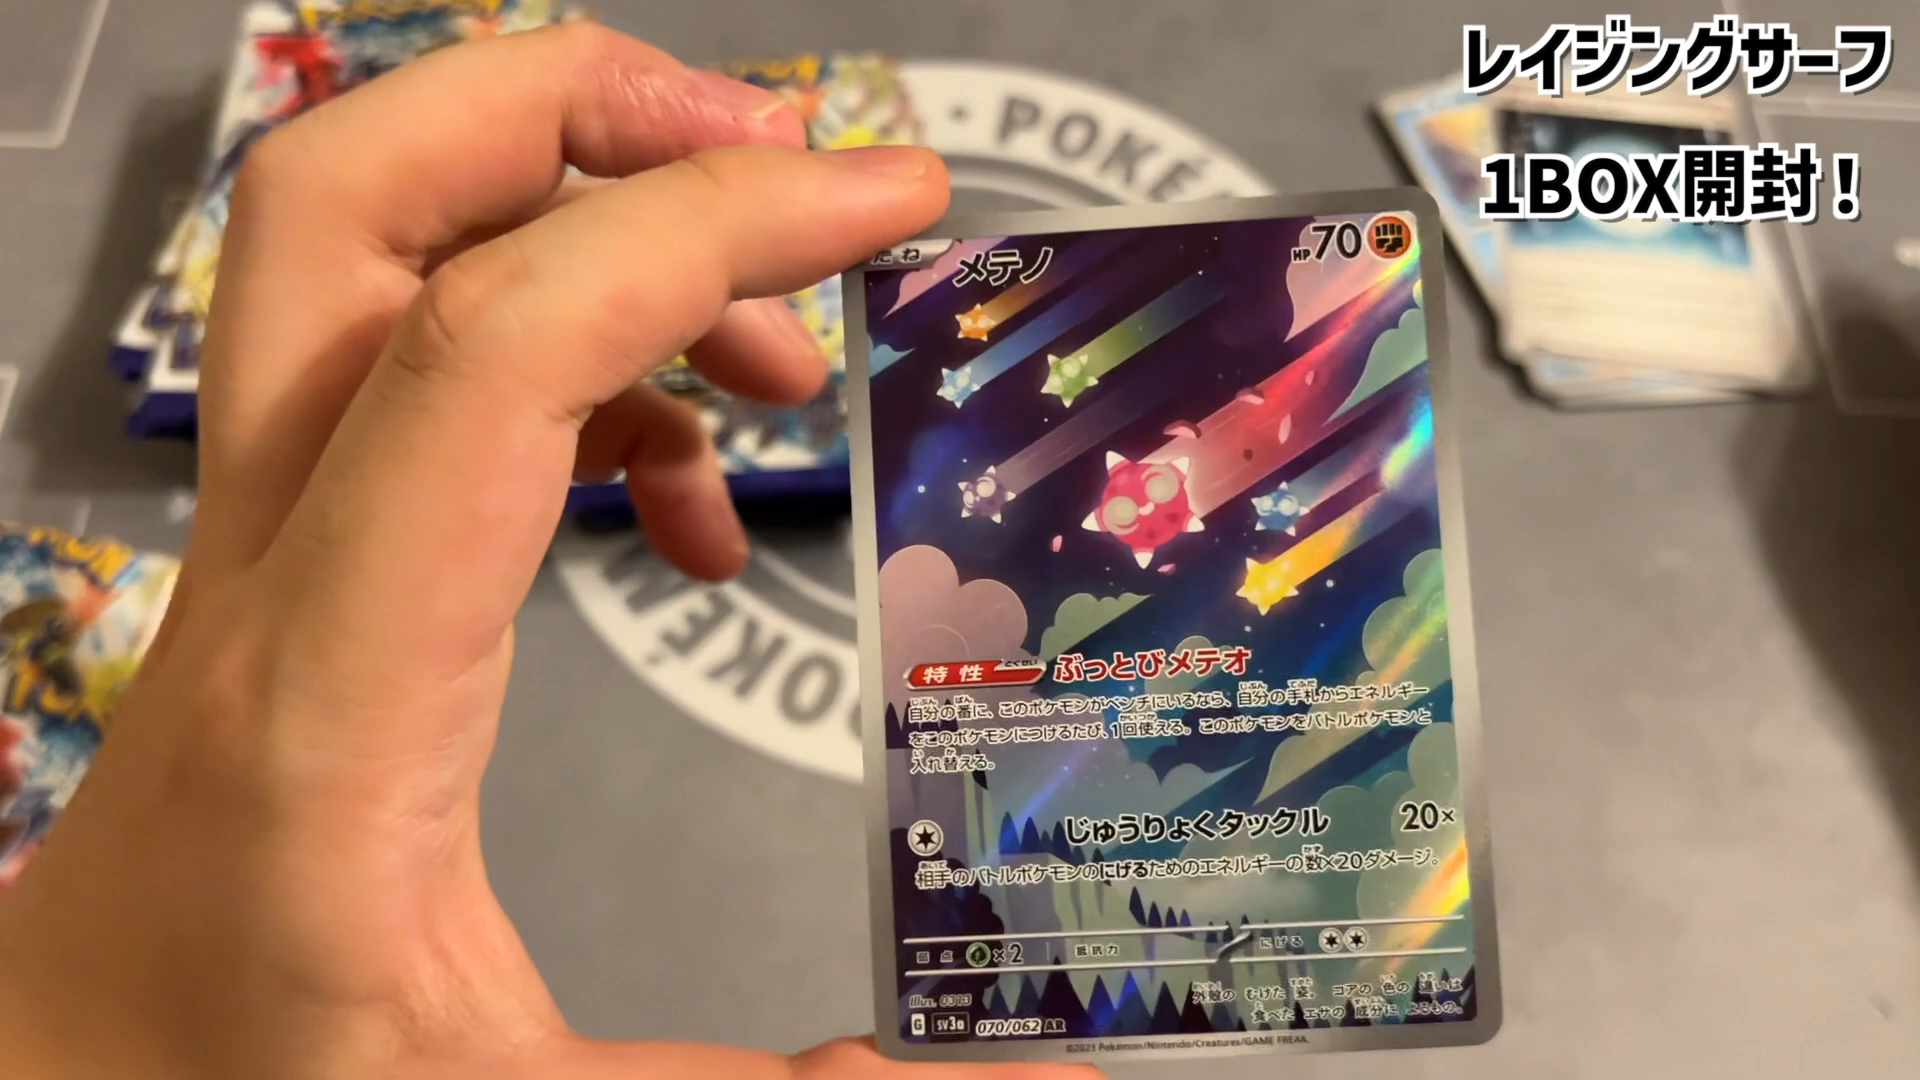 レイジングサーフ
1BOX開封！
POKÉ
たね
メテノ
HP70
特性
とくせい
ぶっとびメテオ
自分の番に、このポケモンがベンチにいるなら、自分の手札からエネルギー
をこのポケモンにつけるたび、1回使える。このポケモンをバトルポケモンと
入れ替える。
じゅうりょくタックル 20×
相手のバトルポケモンのにげるためのエネルギーの数×20ダメージ。
弱点 ×2 抵抗力 にげる
Illus. 0313
外殻の むけた 姿。 コアの 色の 違いは
食べた エサの 成分に よるもの。
G sv3a 070/062 AR
©2023 Pokémon/Nintendo/Creatures/GAME FREAK.